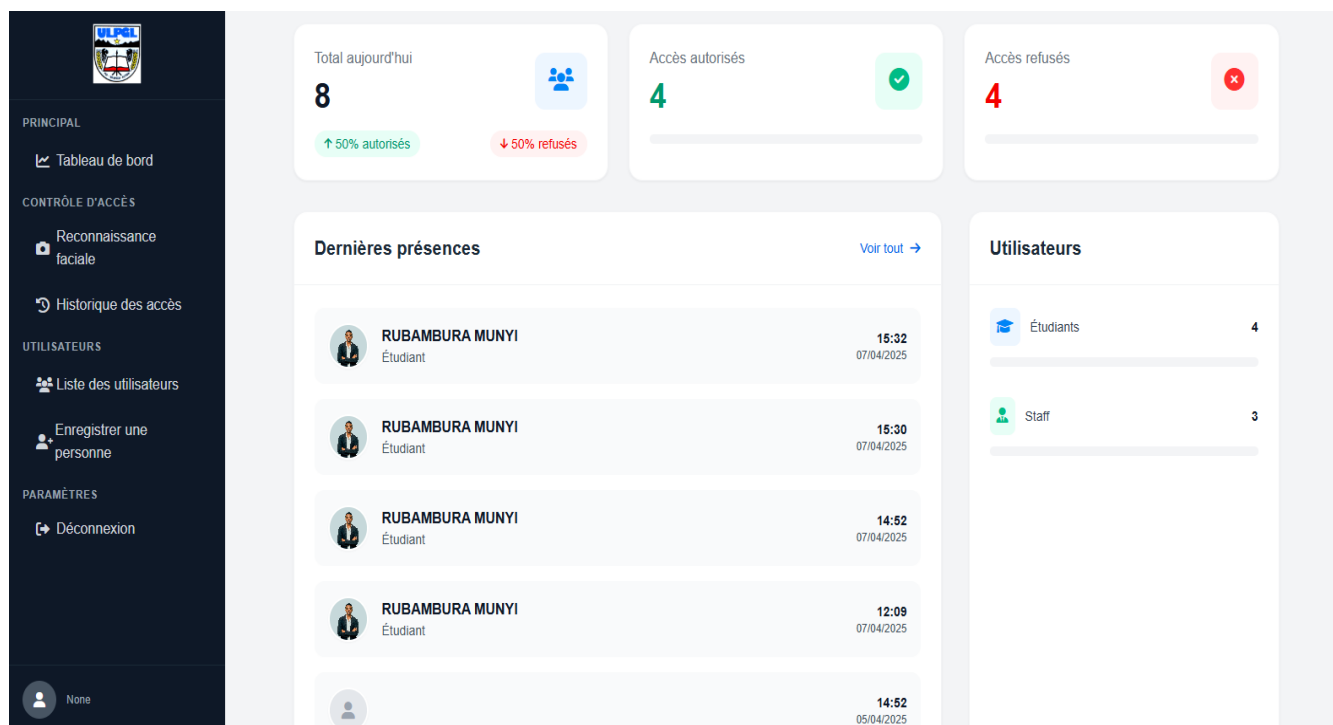 ULPGL
PRINCIPAL
Tableau de bord
CONTRÔLE D'ACCÈS
Reconnaissance
faciale
Historique des accès
UTILISATEURS
Liste des utilisateurs
Enregistrer une
personne
PARAMÈTRES
Déconnexion
None
Total aujourd'hui
8
50% autorisés
50% refusés
Accès autorisés
4
Accès refusés
4
Dernières présences
Voir tout
RUBAMBURA MUNYI
Étudiant
15:32
07/04/2025
RUBAMBURA MUNYI
Étudiant
15:30
07/04/2025
RUBAMBURA MUNYI
Étudiant
14:52
07/04/2025
RUBAMBURA MUNYI
Étudiant
12:09
07/04/2025
14:52
05/04/2025
Utilisateurs
Étudiants
4
Staff
3